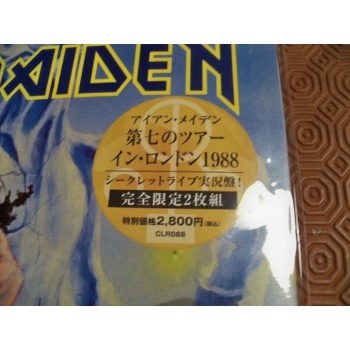 MAIDEN
アイアン・メイデン
第七のツアー
イン・ロンドン1988
シークレットライブ実況盤!
完全限定2枚組
特別価格2,800円(税込)
CLR088